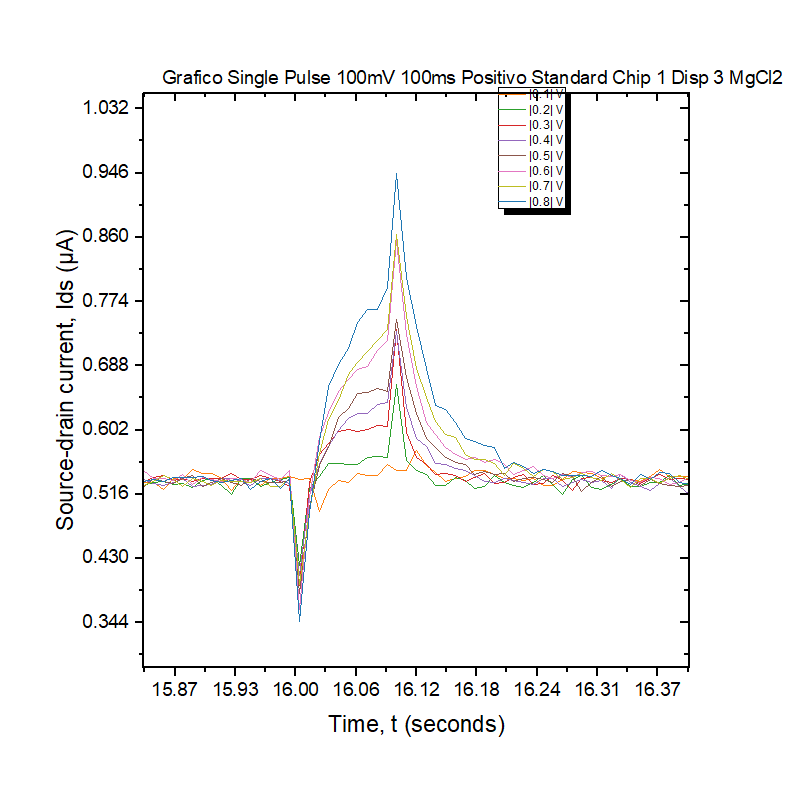 Grafico Single Pulse 100mV 100ms Positivo Standard Chip 1 Disp 3 MgCl2
|0.1| V
|0.2| V
|0.3| V
|0.4| V
|0.5| V
|0.6| V
|0.7| V
|0.8| V
1.032
0.946
0.860
0.774
0.688
0.602
0.516
0.430
0.344
Source-drain current, Ids (μA)
15.87 15.93 16.00 16.06 16.12 16.18 16.24 16.31 16.37
Time, t (seconds)